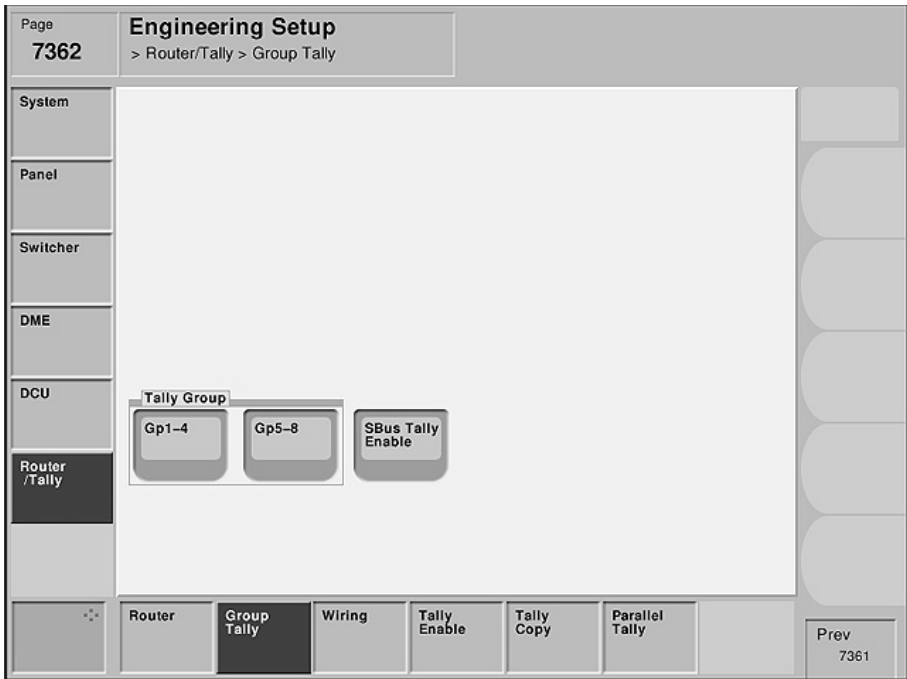 Page
7362
Engineering Setup
> Router/Tally > Group Tally
System
Panel
Switcher
DME
DCU
Router
/Tally
Tally Group
Gp1–4
Gp5–8
SBus Tally
Enable
Router
Group
Tally
Wiring
Tally
Enable
Tally
Copy
Parallel
Tally
Prev
7361